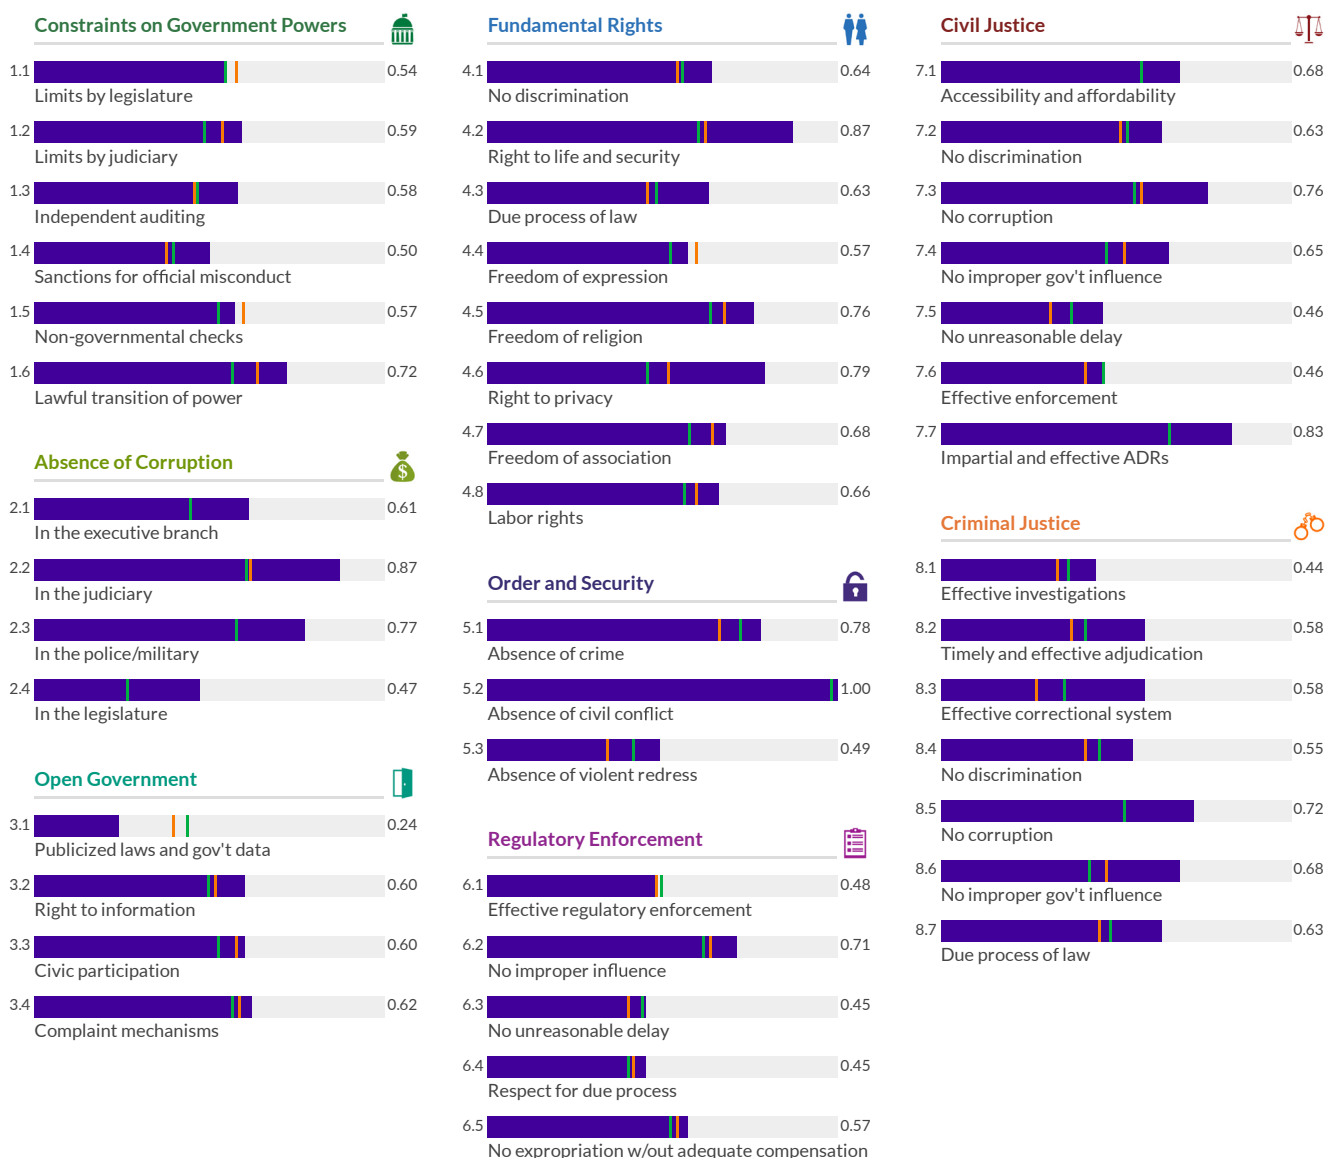 Constraints on Government Powers
1.1 0.54
Limits by legislature
1.2 0.59
Limits by judiciary
1.3 0.58
Independent auditing
1.4 0.50
Sanctions for official misconduct
1.5 0.57
Non-governmental checks
1.6 0.72
Lawful transition of power
Absence of Corruption
$
2.1 0.61
In the executive branch
2.2 0.87
In the judiciary
2.3 0.77
In the police/military
2.4 0.47
In the legislature
Open Government
3.1 0.24
Publicized laws and gov't data
3.2 0.60
Right to information
3.3 0.60
Civic participation
3.4 0.62
Complaint mechanisms
Fundamental Rights
4.1 0.64
No discrimination
4.2 0.87
Right to life and security
4.3 0.63
Due process of law
4.4 0.57
Freedom of expression
4.5 0.76
Freedom of religion
4.6 0.79
Right to privacy
4.7 0.68
Freedom of association
4.8 0.66
Labor rights
Order and Security
5.1 0.78
Absence of crime
5.2 1.00
Absence of civil conflict
5.3 0.49
Absence of violent redress
Regulatory Enforcement
6.1 0.48
Effective regulatory enforcement
6.2 0.71
No improper influence
6.3 0.45
No unreasonable delay
6.4 0.45
Respect for due process
6.5 0.57
No expropriation w/out adequate compensation
Civil Justice
7.1 0.68
Accessibility and affordability
7.2 0.63
No discrimination
7.3 0.76
No corruption
7.4 0.65
No improper gov't influence
7.5 0.46
No unreasonable delay
7.6 0.46
Effective enforcement
7.7 0.83
Impartial and effective ADRs
Criminal Justice
8.1 0.44
Effective investigations
8.2 0.58
Timely and effective adjudication
8.3 0.58
Effective correctional system
8.4 0.55
No discrimination
8.5 0.72
No corruption
8.6 0.68
No improper gov't influence
8.7 0.63
Due process of law